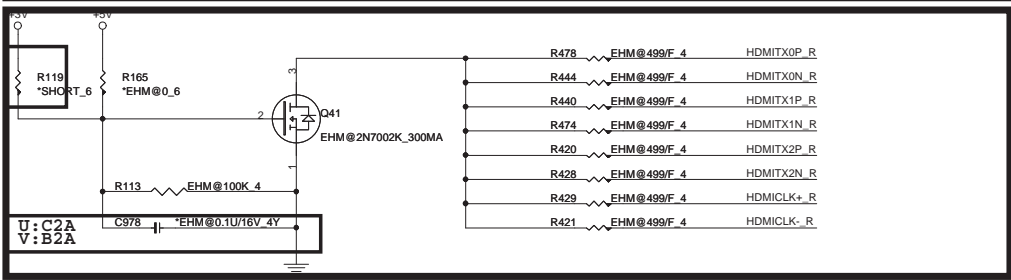 +3V +5V
R478 EHM@499/F_4 HDMITX0P_R
R119 R165 3 R444 EHM@499/F_4 HDMITX0N_R
*SHORT_6 *EHM@0_6
R440 EHM@499/F_4 HDMITX1P_R
2 Q41
R474 EHM@499/F_4 HDMITX1N_R
EHM@2N7002K_300MA
R420 EHM@499/F_4 HDMITX2P_R
1 R428 EHM@499/F_4 HDMITX2N_R
R113 EHM@100K_4
R429 EHM@499/F_4 HDMICLK+_R
U:C2A C978 *EHM@0.1U/16V_4Y R421 EHM@499/F_4 HDMICLK-_R
V:B2A